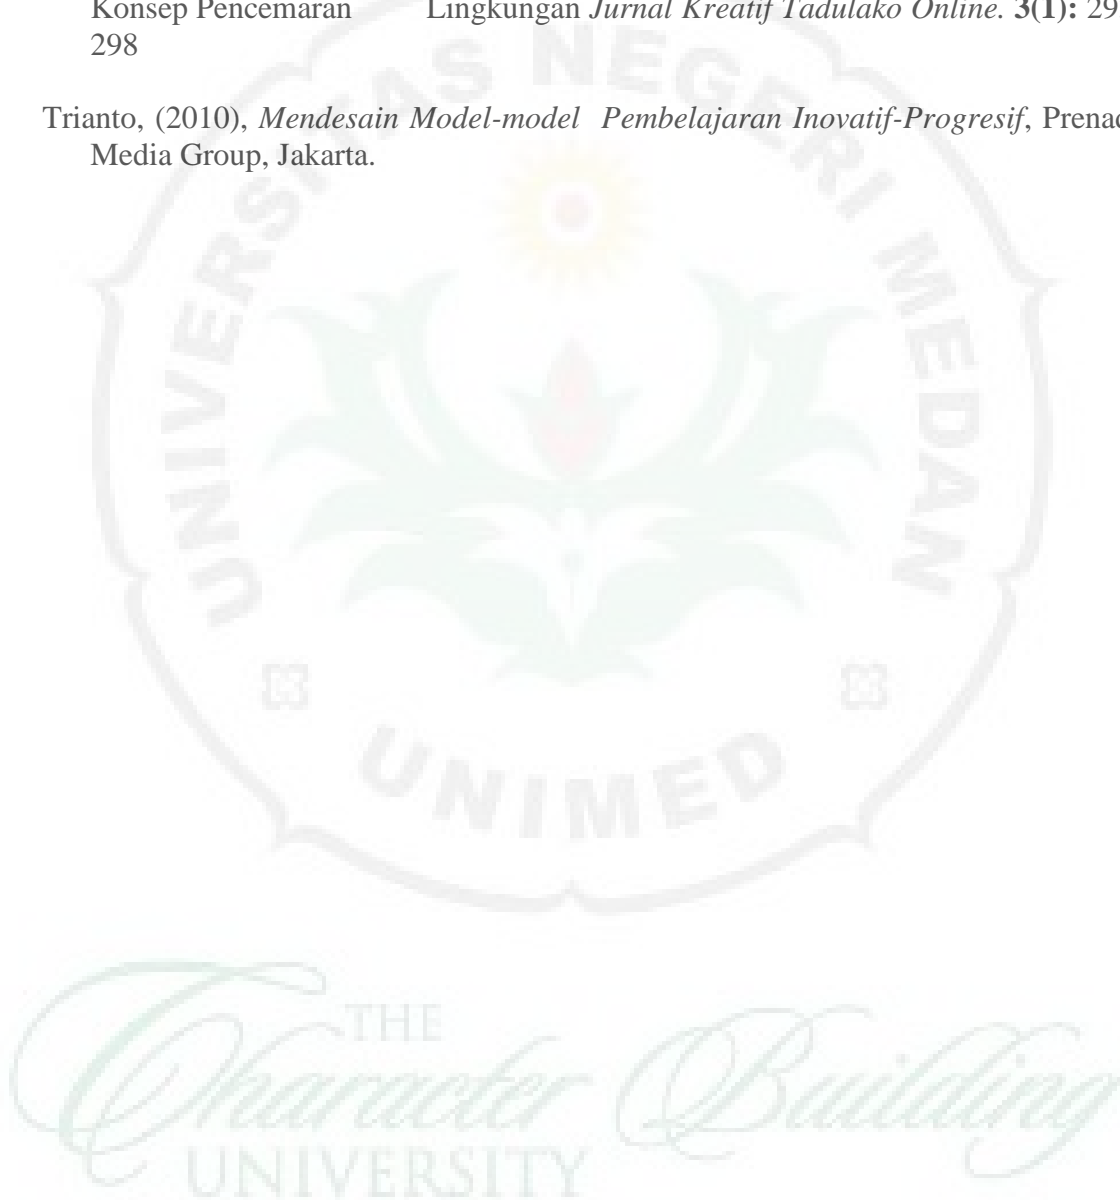 Konsep Pencemaran Lingkungan Jurnal Kreatif Tadulako Online. 3(1): 29
298
Trianto, (2010), Mendesain Model-model Pembelajaran Inovatif-Progresif, Prenad
Media Group, Jakarta.
UNIVERSITAS NEGERI MEDAN
UNIMED
THE
Character Building
UNIVERSITY